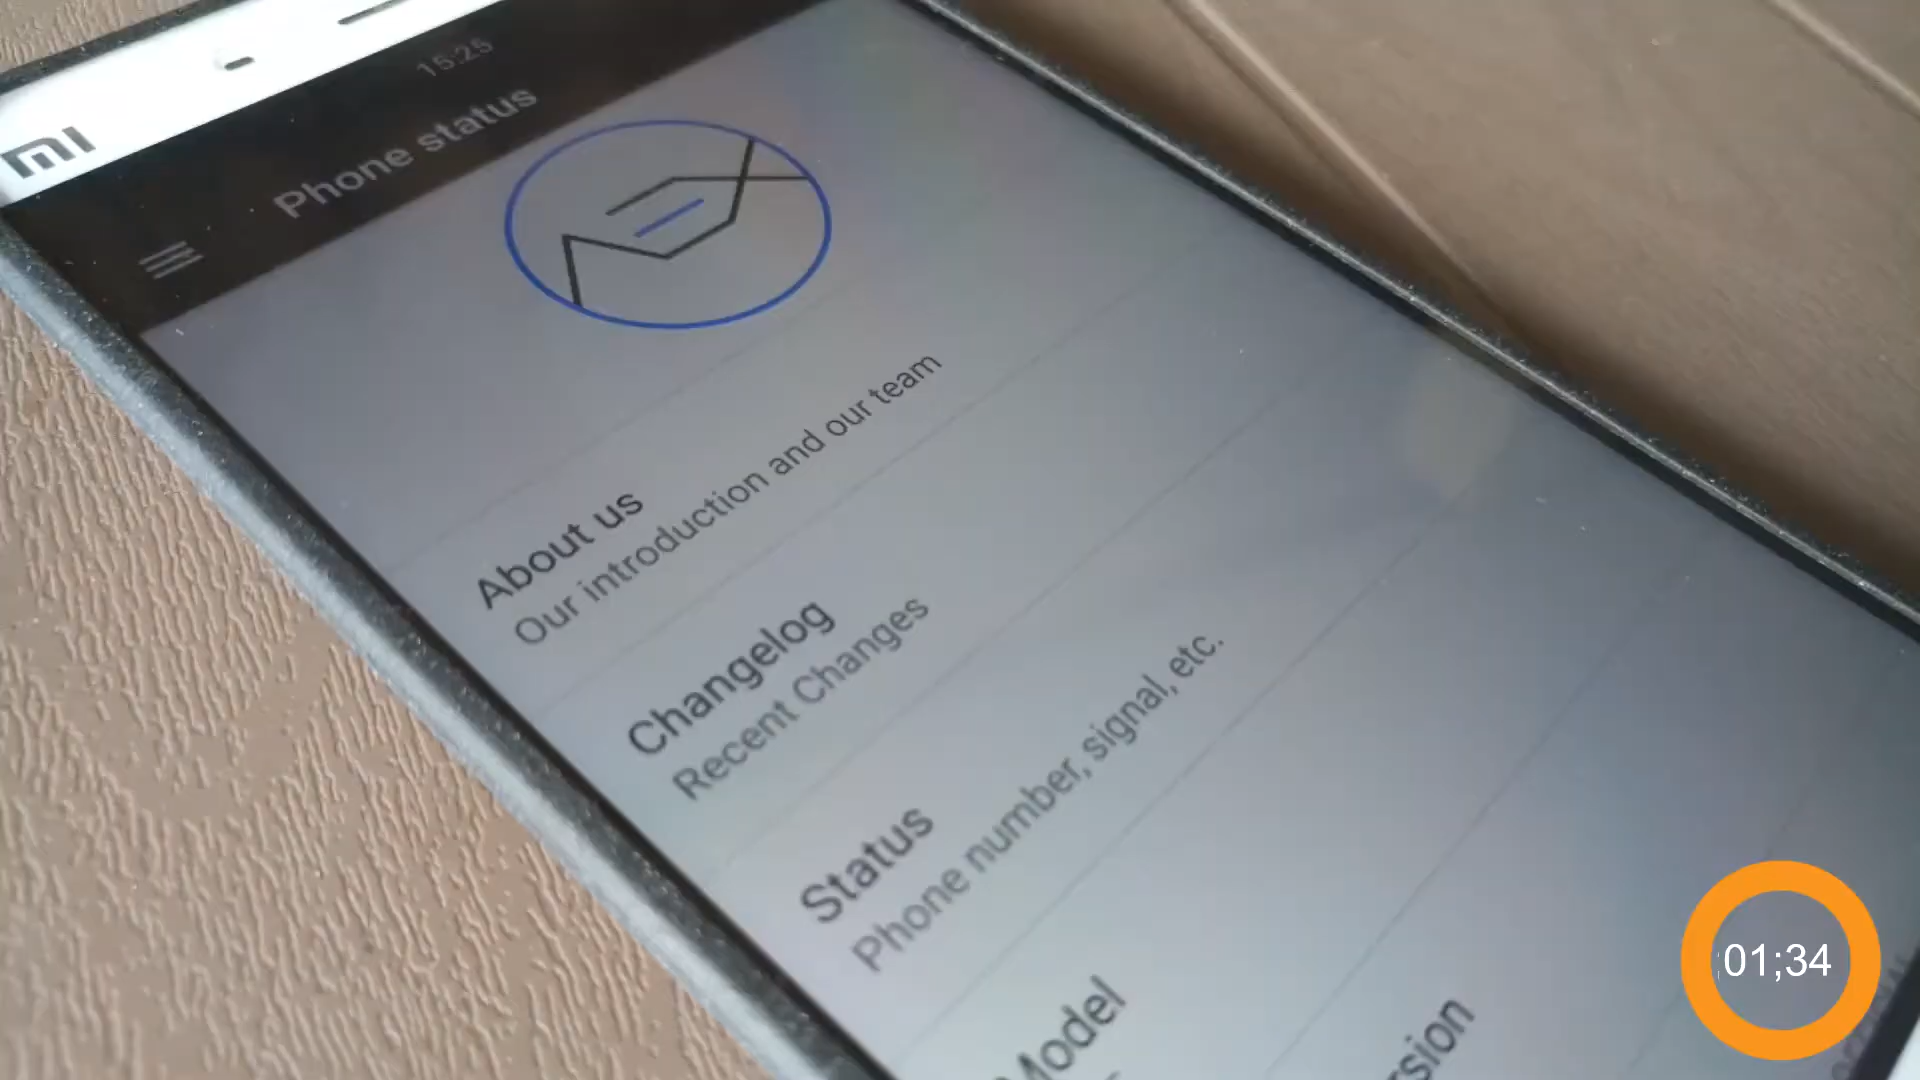 15:25
MI
Phone status
About us
Our introduction and our team
Changelog
Recent Changes
Status
Phone number, signal, etc.
Model
01;34